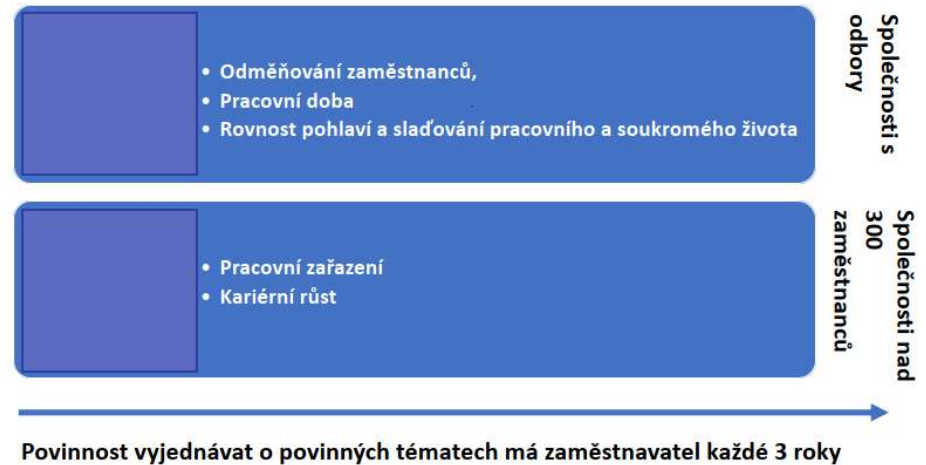 • Odměňování zaměstnanců,
• Pracovní doba
• Rovnost pohlaví a slaďování pracovního a soukromého života
Společnosti s
odbory
• Pracovní zařazení
• Kariérní růst
Společnosti nad
300
zaměstnanců
Povinnost vyjednávat o povinných tématech má zaměstnavatel každé 3 roky